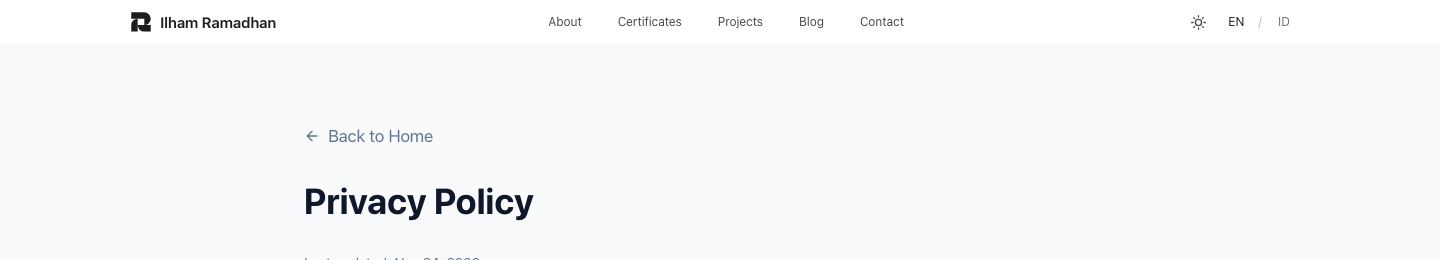 Ilham Ramadhan
About Certificates Projects Blog Contact
EN / ID
Back to Home
Privacy Policy